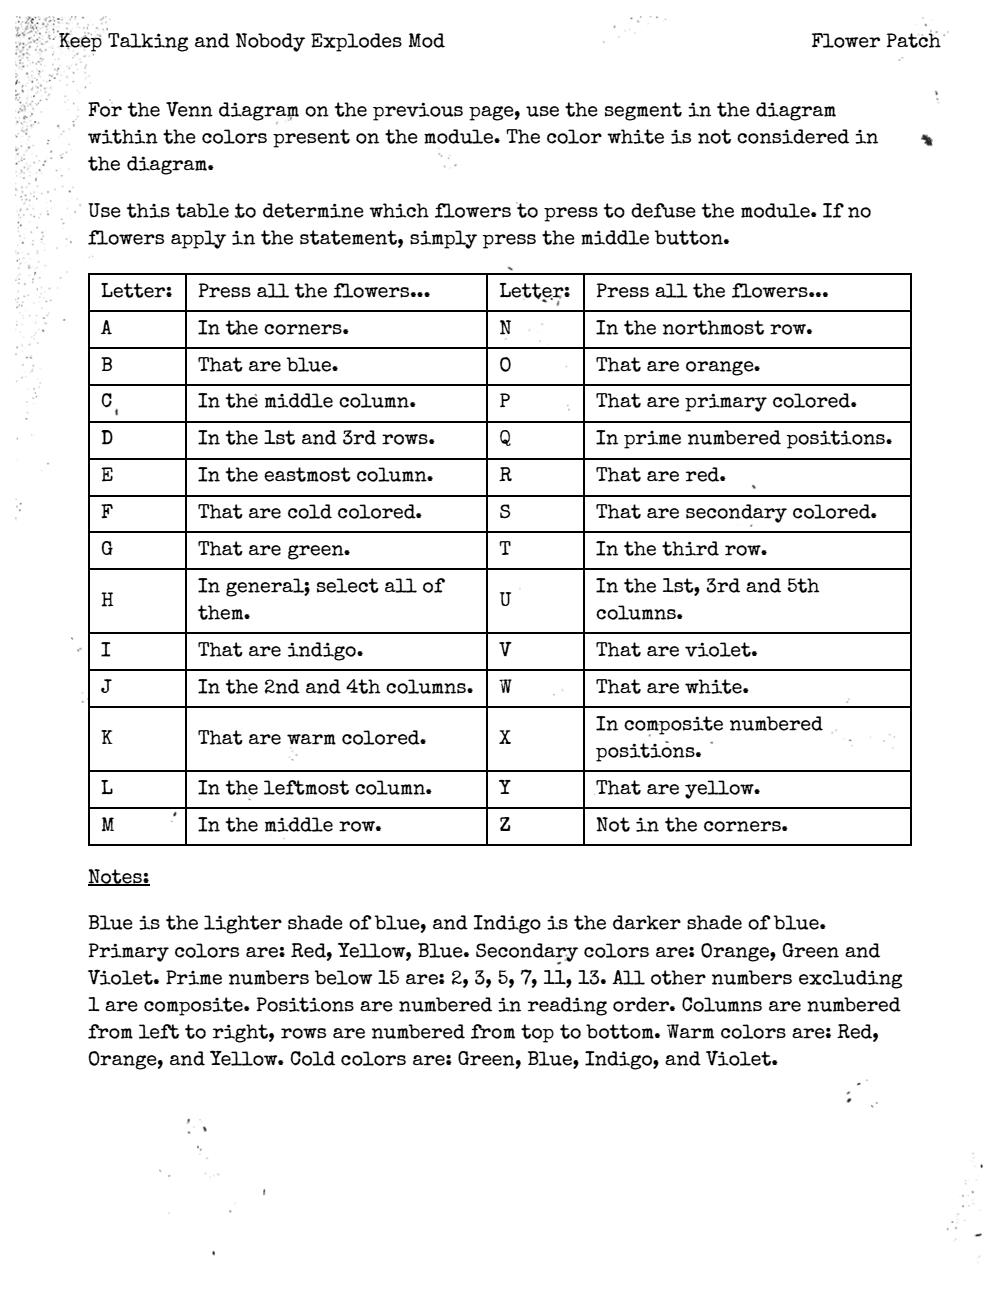 Keep Talking and Nobody Explodes Mod Flower Patch
For the Venn diagram on the previous page, use the segment in the diagram
within the colors present on the module. The color white is not considered in
the diagram.
Use this table to determine which flowers to press to defuse the module. If no
flowers apply in the statement, simply press the middle button.
Letter: Press all the flowers... Letter: Press all the flowers...
A In the corners. N In the northmost row.
B That are blue. O That are orange.
C In the middle column. P That are primary colored.
D In the 1st and 3rd rows. Q In prime numbered positions.
E In the eastmost column. R That are red.
F That are cold colored. S That are secondary colored.
G That are green. T In the third row.
H In general; select all of them. U In the 1st, 3rd and 5th columns.
I That are indigo. V That are violet.
J In the 2nd and 4th columns. W That are white.
K That are warm colored. X In composite numbered positions.
L In the leftmost column. Y That are yellow.
M In the middle row. Z Not in the corners.
Notes:
Blue is the lighter shade of blue, and Indigo is the darker shade of blue.
Primary colors are: Red, Yellow, Blue. Secondary colors are: Orange, Green and
Violet. Prime numbers below 15 are: 2, 3, 5, 7, 11, 13. All other numbers excluding
1 are composite. Positions are numbered in reading order. Columns are numbered
from left to right, rows are numbered from top to bottom. Warm colors are: Red,
Orange, and Yellow. Cold colors are: Green, Blue, Indigo, and Violet.